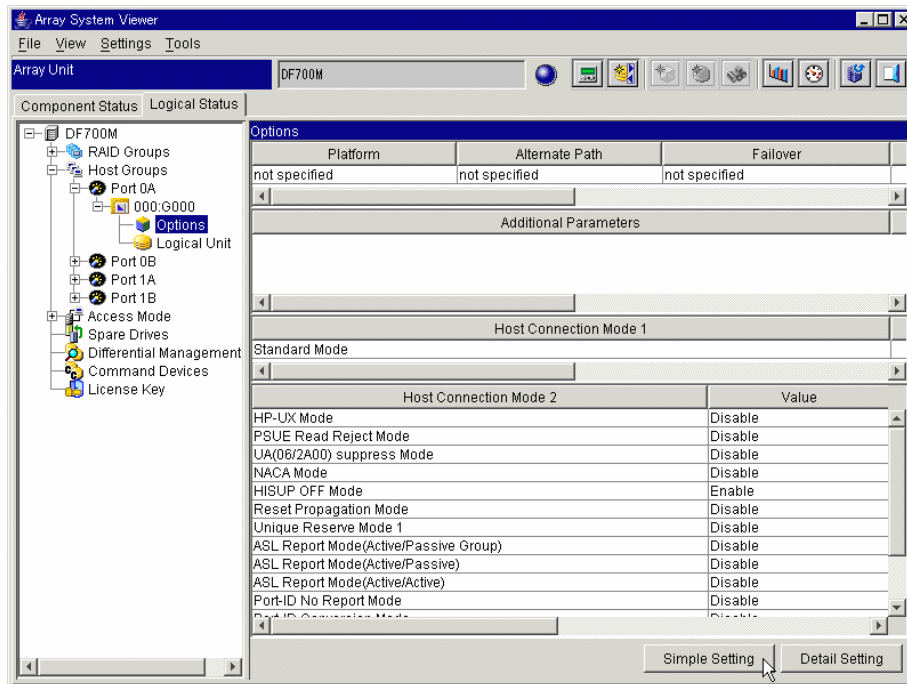 Array System Viewer
File View Settings Tools
Array Unit
DF700M
Component Status Logical Status
DF700M
RAID Groups
Host Groups
Port 0A
000:G000
Options
Logical Unit
Port 0B
Port 1A
Port 1B
Access Mode
Spare Drives
Differential Management
Command Devices
License Key
Options
Platform Alternate Path Failover
not specified not specified not specified
Additional Parameters
Host Connection Mode 1
Standard Mode
Host Connection Mode 2 Value
HP-UX Mode Disable
PSUE Read Reject Mode Disable
UA(06/2A00) suppress Mode Disable
NACA Mode Disable
HISUP OFF Mode Enable
Reset Propagation Mode Disable
Unique Reserve Mode 1 Disable
ASL Report Mode(Active/Passive Group) Disable
ASL Report Mode(Active/Passive) Disable
ASL Report Mode(Active/Active) Disable
Port-ID No Report Mode Disable
Port-ID Conversion Mode Disable
Simple Setting Detail Setting